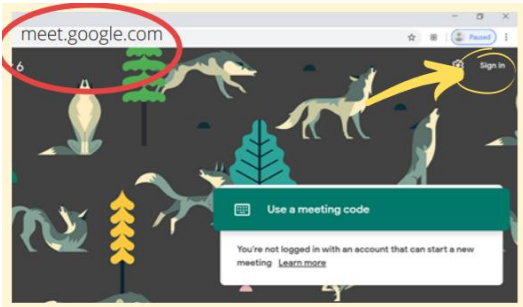 meet.google.com
Paused
6
Sign in
Use a meeting code
You're not logged in with an account that can start a new
meeting Learn more